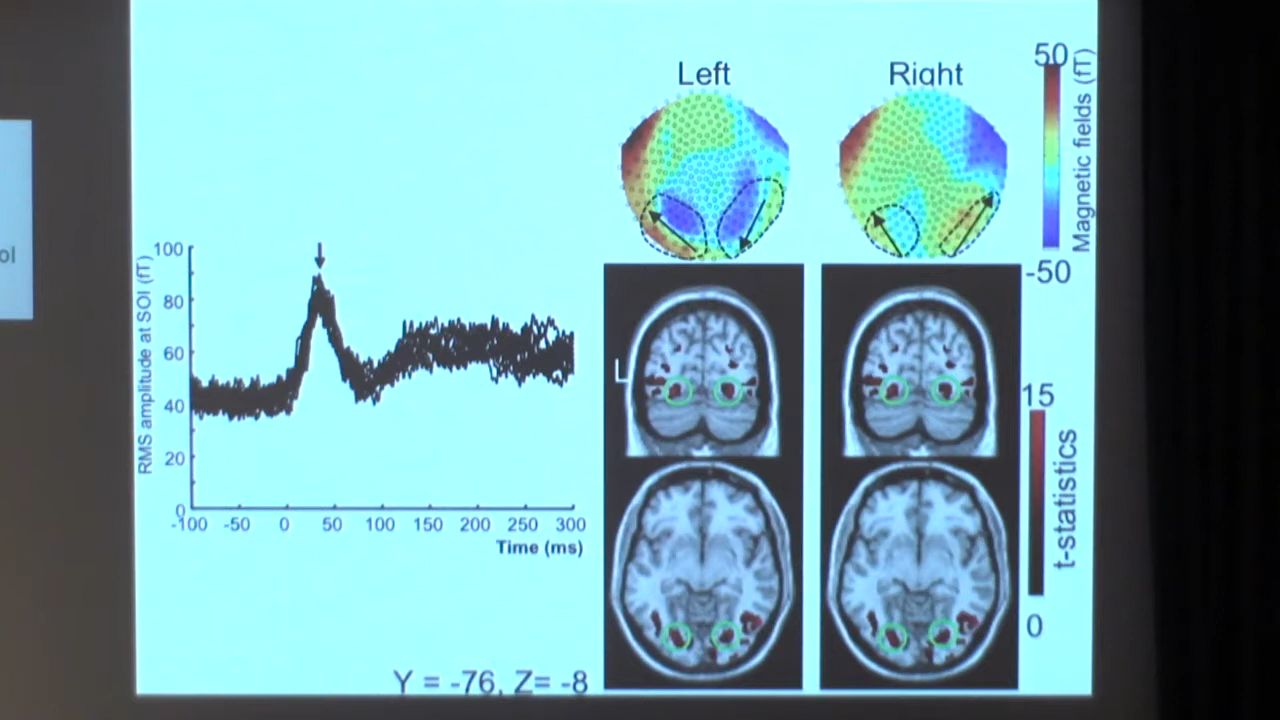 ol
Left
Right
50
Magnetic fields (fT)
-50
100
80
60
40
20
0
RMS amplitude at SOI (fT)
-100 -50 0 50 100 150 200 250 300
Time (ms)
L
15
t-statistics
0
Y = -76, Z= -8